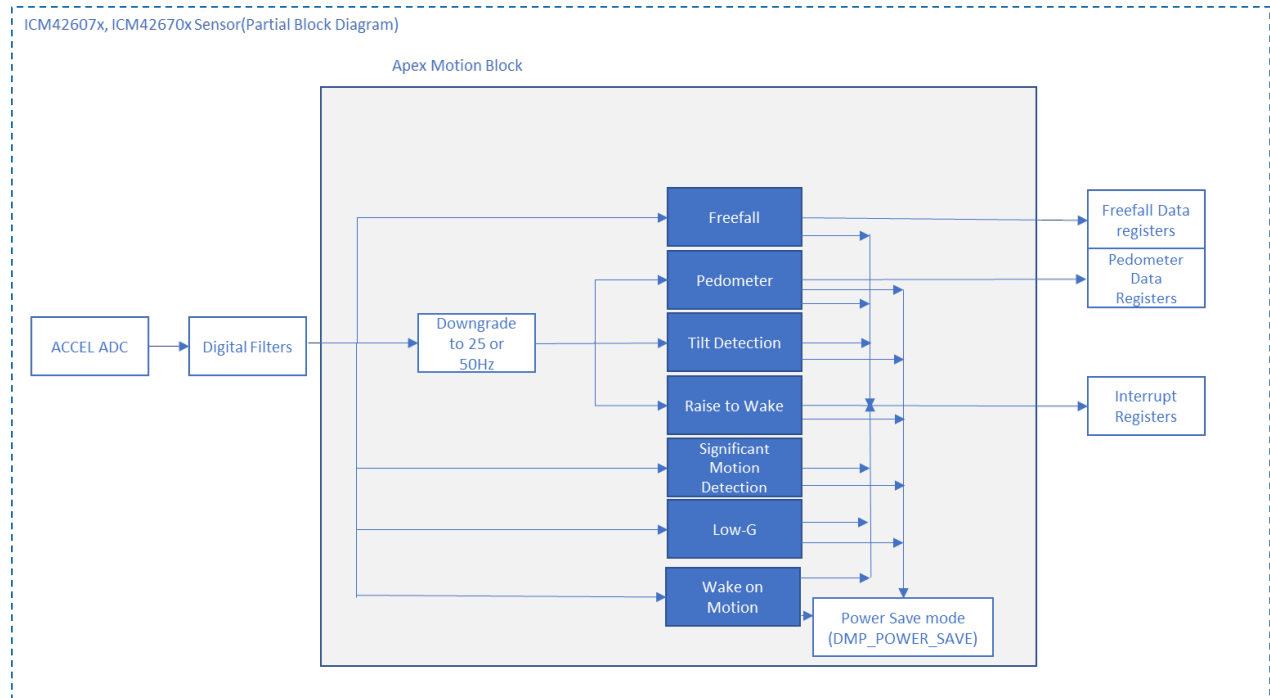 ICM42607x, ICM42670x Sensor(Partial Block Diagram)
Apex Motion Block
Freefall
Freefall Data
registers
Pedometer
Pedometer
Data
Registers
ACCEL ADC
Digital Filters
Downgrade
to 25 or
50Hz
Tilt Detection
Raise to Wake
Interrupt
Registers
Significant
Motion
Detection
Low-G
Wake on
Motion
Power Save mode
(DMP_POWER_SAVE)